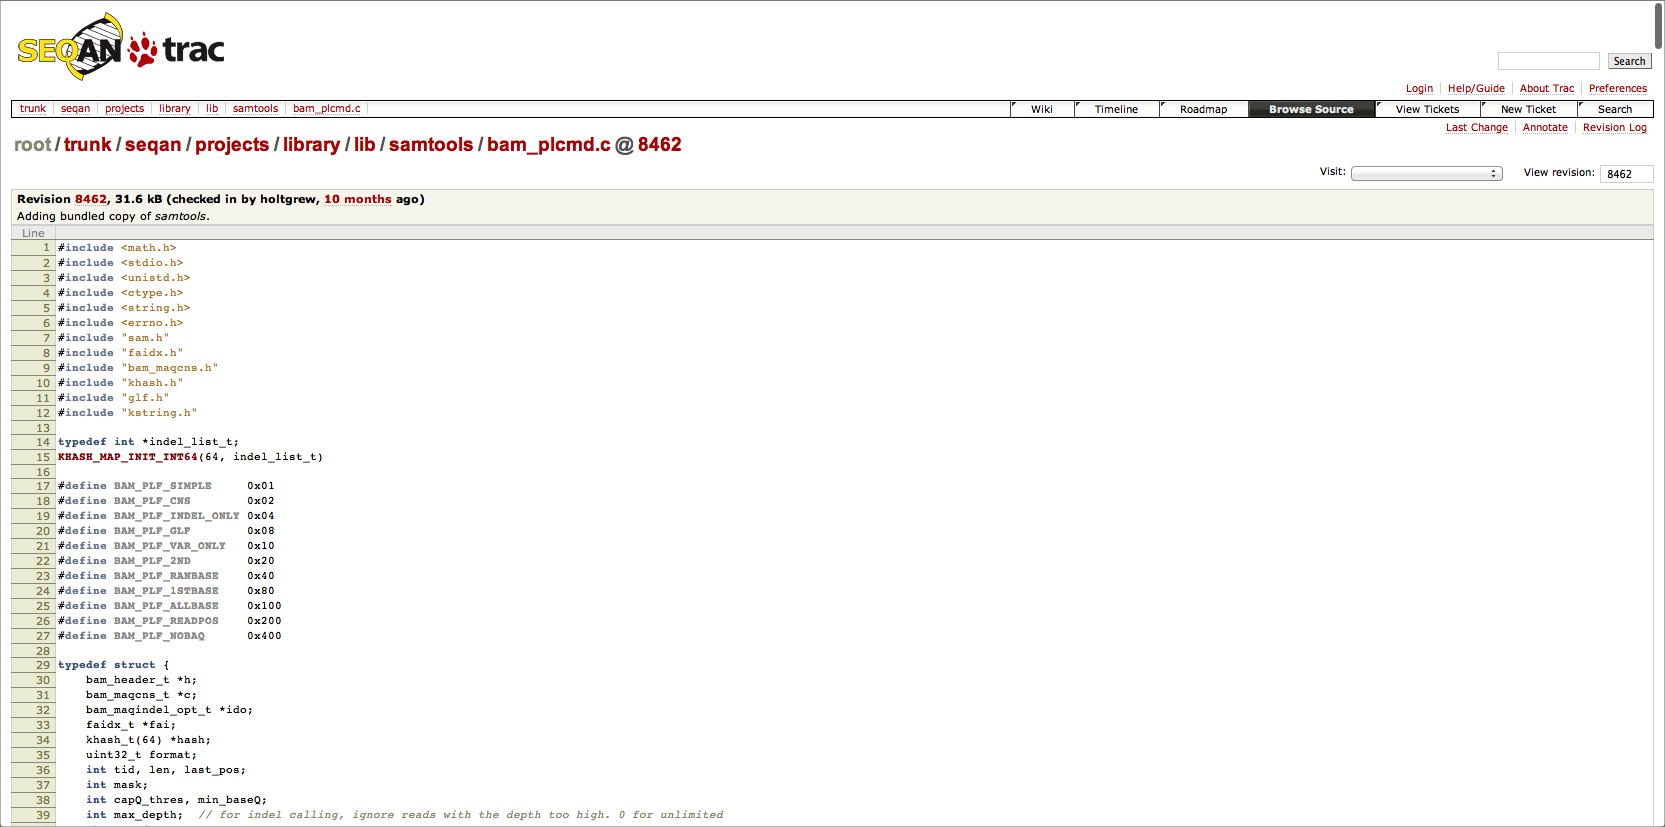 SEQAN trac
Search
Login Help/Guide About Trac Preferences
trunk seqan projects library lib samtools bam_plcmd.c Wiki Timeline Roadmap Browse Source View Tickets New Ticket Search
Last Change Annotate Revision Log
root / trunk / seqan / projects / library / lib / samtools / bam_plcmd.c @ 8462
Visit: View revision: 8462
Revision 8462, 31.6 kB (checked in by holtgrew, 10 months ago)
Adding bundled copy of samtools.
Line
1 #include <math.h>
2 #include <stdio.h>
3 #include <unistd.h>
4 #include <ctype.h>
5 #include <string.h>
6 #include <errno.h>
7 #include "sam.h"
8 #include "faidx.h"
9 #include "bam_maqcns.h"
10 #include "khash.h"
11 #include "glf.h"
12 #include "kstring.h"
13
14 typedef int *indel_list_t;
15 KHASH_MAP_INIT_INT64(64, indel_list_t)
16
17 #define BAM_PLF_SIMPLE 0x01
18 #define BAM_PLF_CNS 0x02
19 #define BAM_PLF_INDEL_ONLY 0x04
20 #define BAM_PLF_GLF 0x08
21 #define BAM_PLF_VAR_ONLY 0x10
22 #define BAM_PLF_2ND 0x20
23 #define BAM_PLF_RANBASE 0x40
24 #define BAM_PLF_1STBASE 0x80
25 #define BAM_PLF_ALLBASE 0x100
26 #define BAM_PLF_READPOS 0x200
27 #define BAM_PLF_NOBAQ 0x400
28
29 typedef struct {
30 bam_header_t *h;
31 bam_maqcns_t *c;
32 bam_maqindel_opt_t *ido;
33 faidx_t *fai;
34 khash_t(64) *hash;
35 uint32_t format;
36 int tid, len, last_pos;
37 int mask;
38 int capQ_thres, min_baseQ;
39 int max_depth; // for indel calling, ignore reads with the depth too high. 0 for unlimited